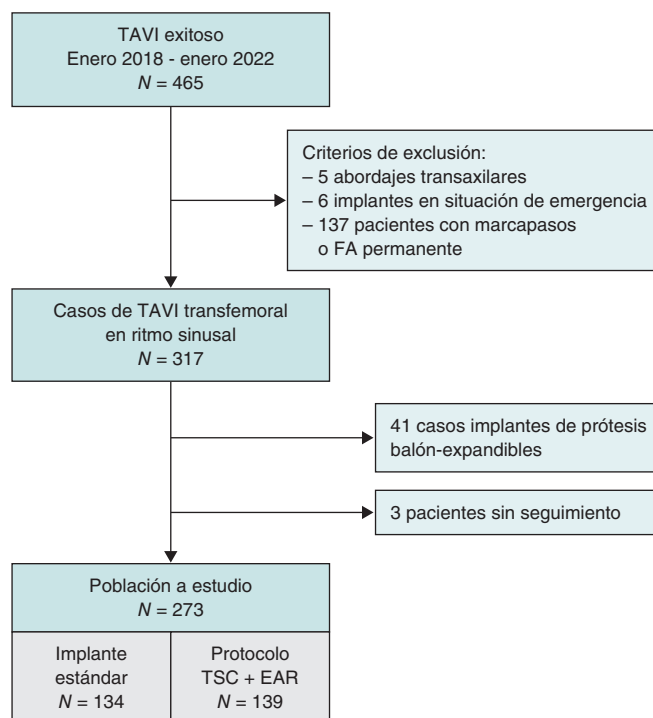 TAVI exitoso
Enero 2018 - enero 2022
N = 465
Criterios de exclusión:
– 5 abordajes transaxilares
– 6 implantes en situación de emergencia
– 137 pacientes con marcapasos
o FA permanente
Casos de TAVI transfemoral
en ritmo sinusal
N = 317
41 casos implantes de prótesis
balón-expandibles
3 pacientes sin seguimiento
Población a estudio
N = 273
Implante
estándar
N = 134
Protocolo
TSC + EAR
N = 139